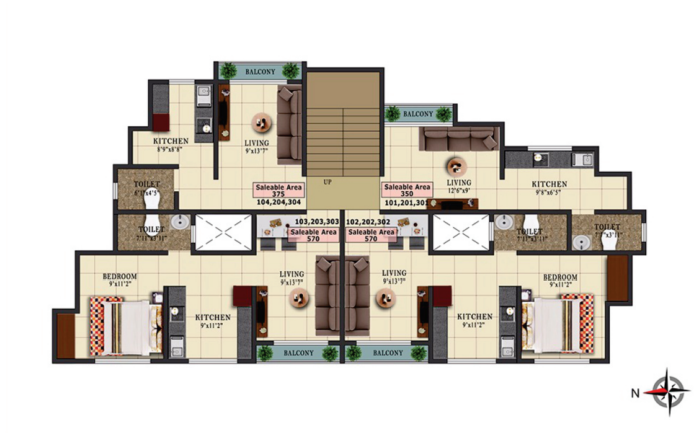 BALCONY
BALCONY
KITCHEN
8'9"x8'8"
LIVING
9'x13'7"
LIVING
12'6"x9'
KITCHEN
9'8"x6'5"
TOILET
UP
Saleable Area
375
104,204,304
Saleable Area
350
101,201,301
103,203,303
Saleable Area
570
102,202,302
Saleable Area
570
TOILET
TOILET
BEDROOM
9'x11'2"
LIVING
9'x13'7"
LIVING
9'x13'7"
BEDROOM
9'x11'2"
KITCHEN
9'x11'2"
KITCHEN
9'x11'2"
BALCONY
BALCONY
N